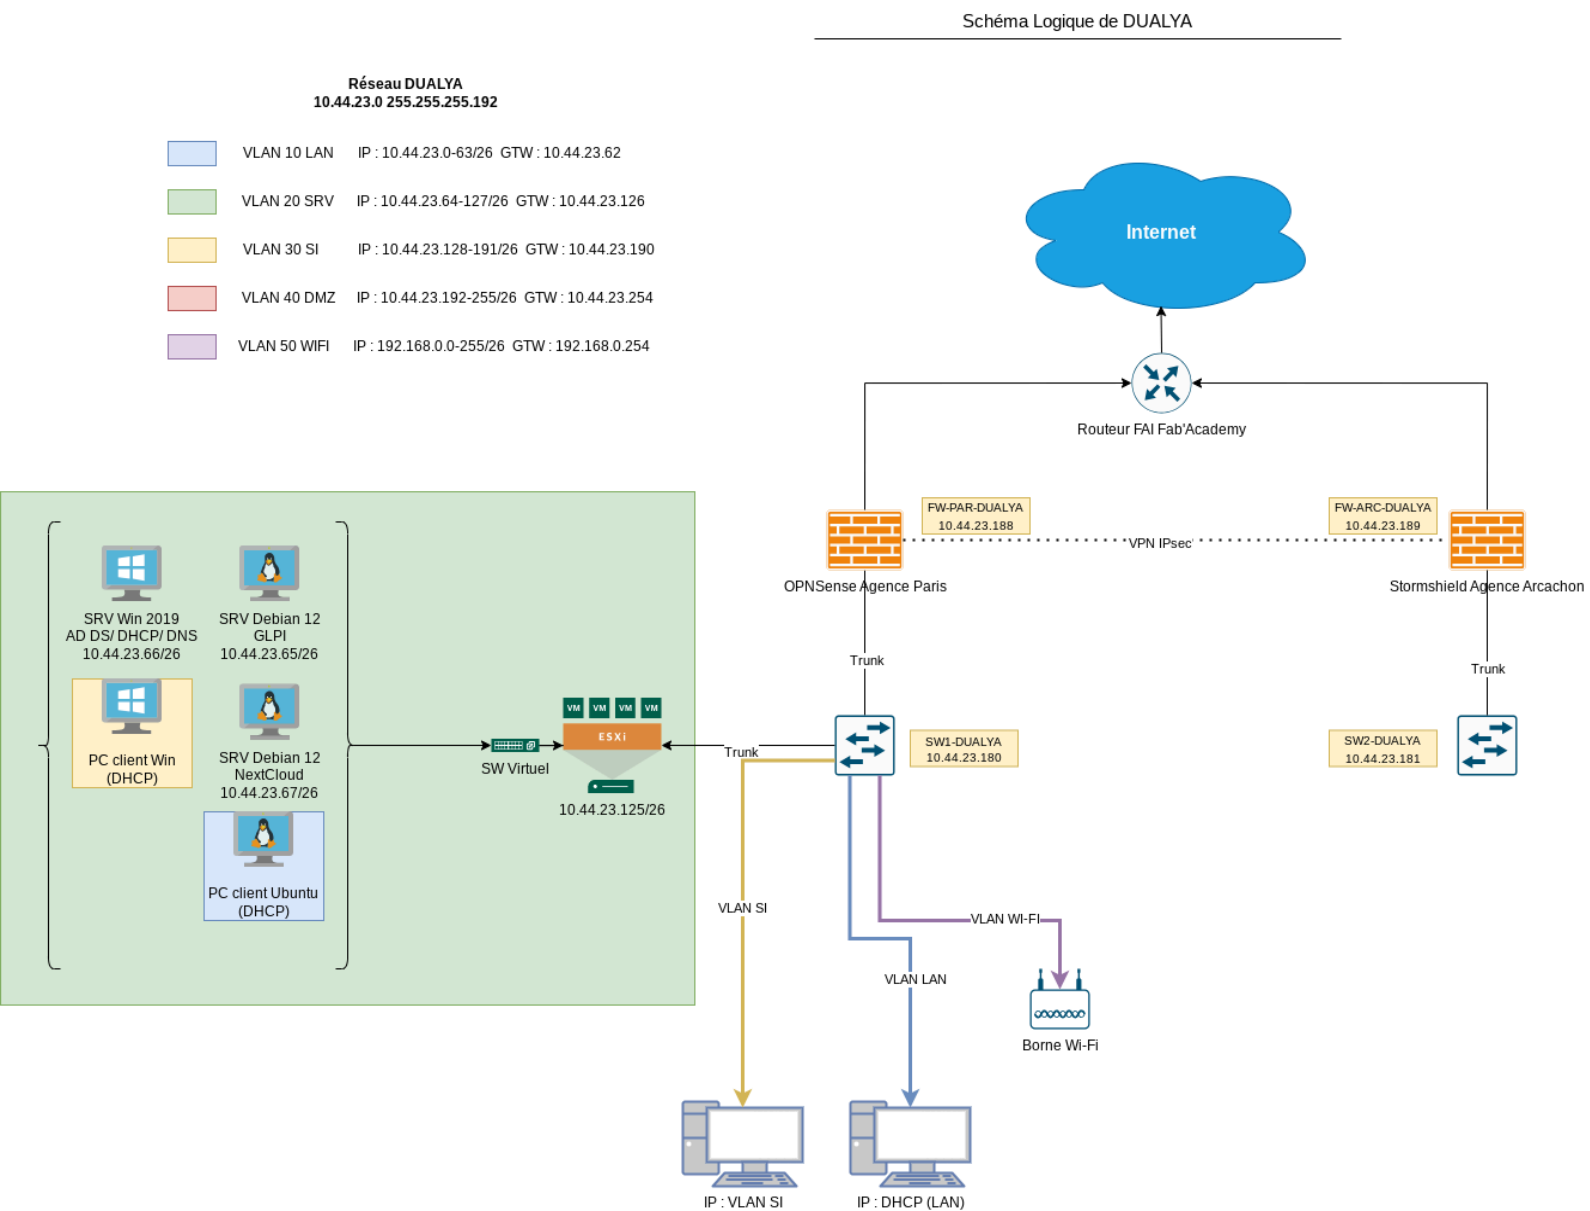 Schéma Logique de DUALYA
Réseau DUALYA
10.44.23.0 255.255.255.192
VLAN 10 LAN IP : 10.44.23.0-63/26 GTW : 10.44.23.62
VLAN 20 SRV IP : 10.44.23.64-127/26 GTW : 10.44.23.126
VLAN 30 SI IP : 10.44.23.128-191/26 GTW : 10.44.23.190
VLAN 40 DMZ IP : 10.44.23.192-255/26 GTW : 10.44.23.254
VLAN 50 WIFI IP : 192.168.0.0-255/26 GTW : 192.168.0.254
Internet
Routeur FAI Fab'Academy
FW-PAR-DUALYA
10.44.23.188
FW-ARC-DUALYA
10.44.23.189
VPN IPsec
OPNSense Agence Paris
Stormshield Agence Arcachon
Trunk
Trunk
SRV Win 2019
AD DS/ DHCP/ DNS
10.44.23.66/26
SRV Debian 12
GLPI
10.44.23.65/26
PC client Win
(DHCP)
SRV Debian 12
NextCloud
10.44.23.67/26
PC client Ubuntu
(DHCP)
SW Virtuel
VM VM VM VM
ESXi
10.44.23.125/26
Trunk
SW1-DUALYA
10.44.23.180
SW2-DUALYA
10.44.23.181
VLAN SI
VLAN WI-FI
VLAN LAN
Borne Wi-Fi
IP : VLAN SI
IP : DHCP (LAN)